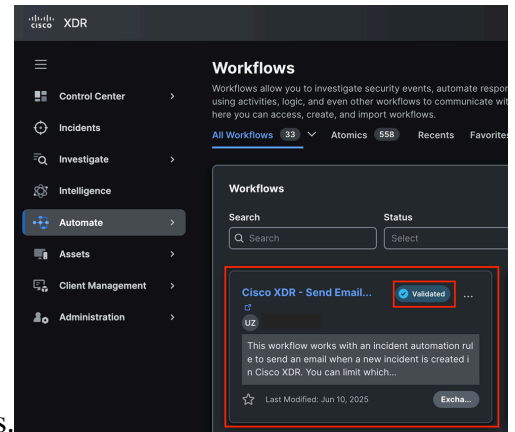 cisco XDR
Workflows
Workflows allow you to investigate security events, automate respor
using activities, logic, and even other workflows to communicate wit
here you can access, create, and import workflows.
All Workflows 33 Atomics 558 Recents Favorite
Control Center
Incidents
Investigate
Intelligence
Automate
Assets
Client Management
Administration
Workflows
Search Status
Search Select
Cisco XDR - Send Email... Validated ...
UZ
This workflow works with an incident automation rul
e to send an email when a new incident is created i
n Cisco XDR. You can limit which...
Last Modified: Jun 10, 2025 Excha...
s.